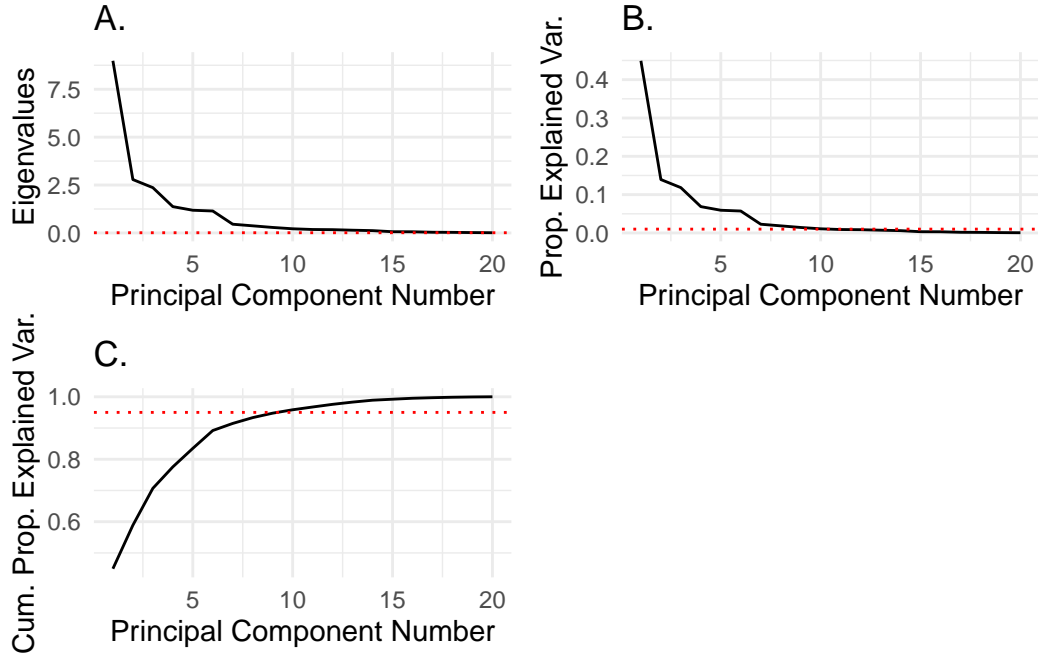 A.
Eigenvalues
7.5
5.0
2.5
0.0
5 10 15 20
Principal Component Number
B.
Prop. Explained Var.
0.4
0.3
0.2
0.1
0.0
5 10 15 20
Principal Component Number
C.
Cum. Prop. Explained Var.
1.0
0.8
0.6
5 10 15 20
Principal Component Number